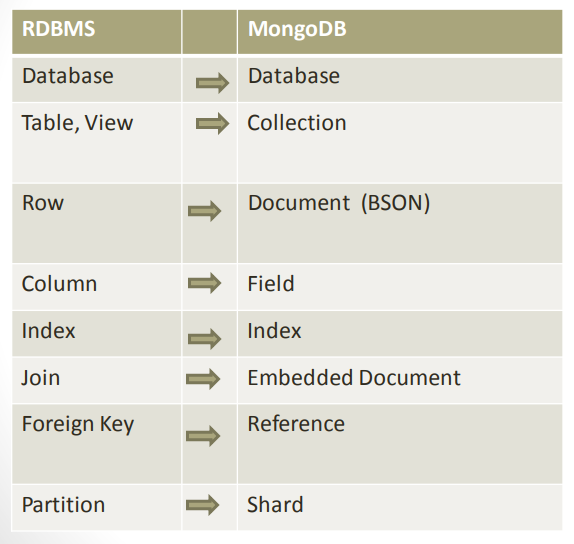 RDBMS MongoDB
Database Database
Table, View Collection
Row Document (BSON)
Column Field
Index Index
Join Embedded Document
Foreign Key Reference
Partition Shard